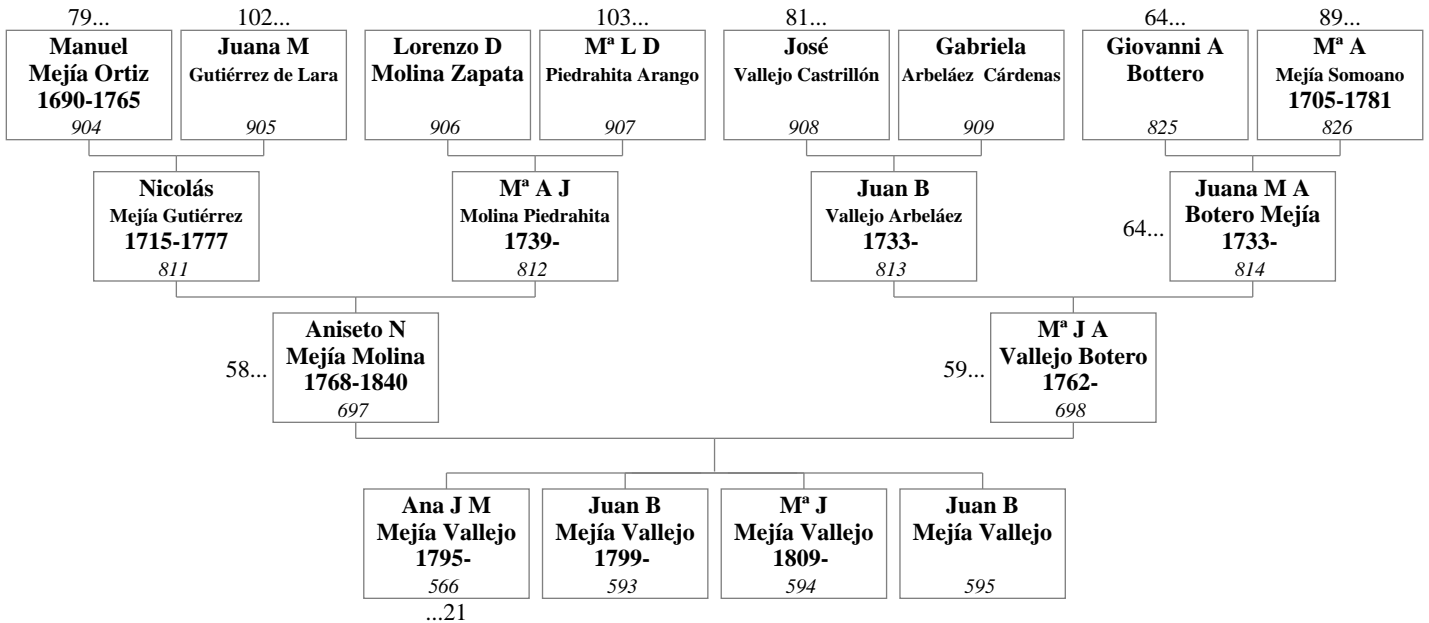 79...
102...
103...
81...
64...
89...
Manuel
Mejía Ortiz
1690-1765
904
Juana M
Gutiérrez de Lara
905
Lorenzo D
Molina Zapata
906
Mª L D
Piedrahita Arango
907
José
Vallejo Castrillón
908
Gabriela
Arbeláez Cárdenas
909
Giovanni A
Bottero
825
Mª A
Mejía Somoano
1705-1781
826
Nicolás
Mejía Gutiérrez
1715-1777
811
Mª A J
Molina Piedrahita
1739-
812
Juan B
Vallejo Arbeláez
1733-
813
64...
Juana M A
Botero Mejía
1733-
814
58...
Aniseto N
Mejía Molina
1768-1840
697
59...
Mª J A
Vallejo Botero
1762-
698
Ana J M
Mejía Vallejo
1795-
566
...21
Juan B
Mejía Vallejo
1799-
593
Mª J
Mejía Vallejo
1809-
594
Juan B
Mejía Vallejo
595